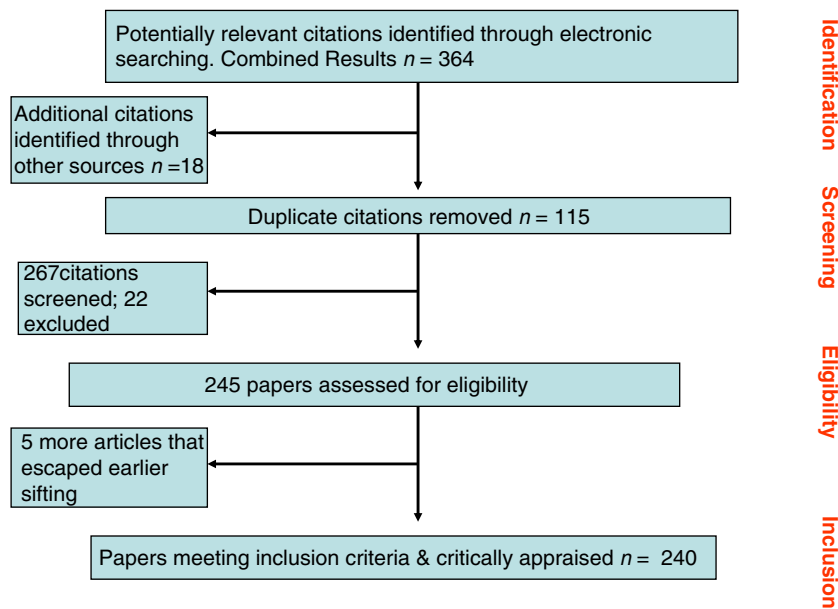 Potentially relevant citations identified through electronic
searching. Combined Results n = 364
Identification
Additional citations
identified through
other sources n =18
Screening
Duplicate citations removed n = 115
267citations
screened; 22
excluded
Eligibility
245 papers assessed for eligibility
5 more articles that
escaped earlier
sifting
Inclusion
Papers meeting inclusion criteria & critically appraised n = 240